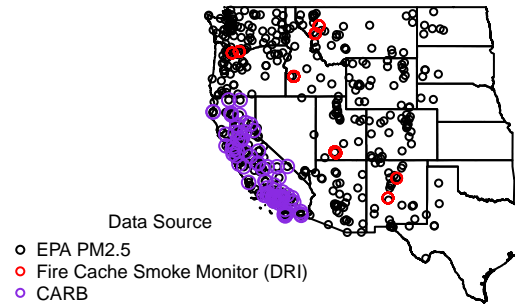 Data Source
EPA PM2.5
Fire Cache Smoke Monitor (DRI)
CARB